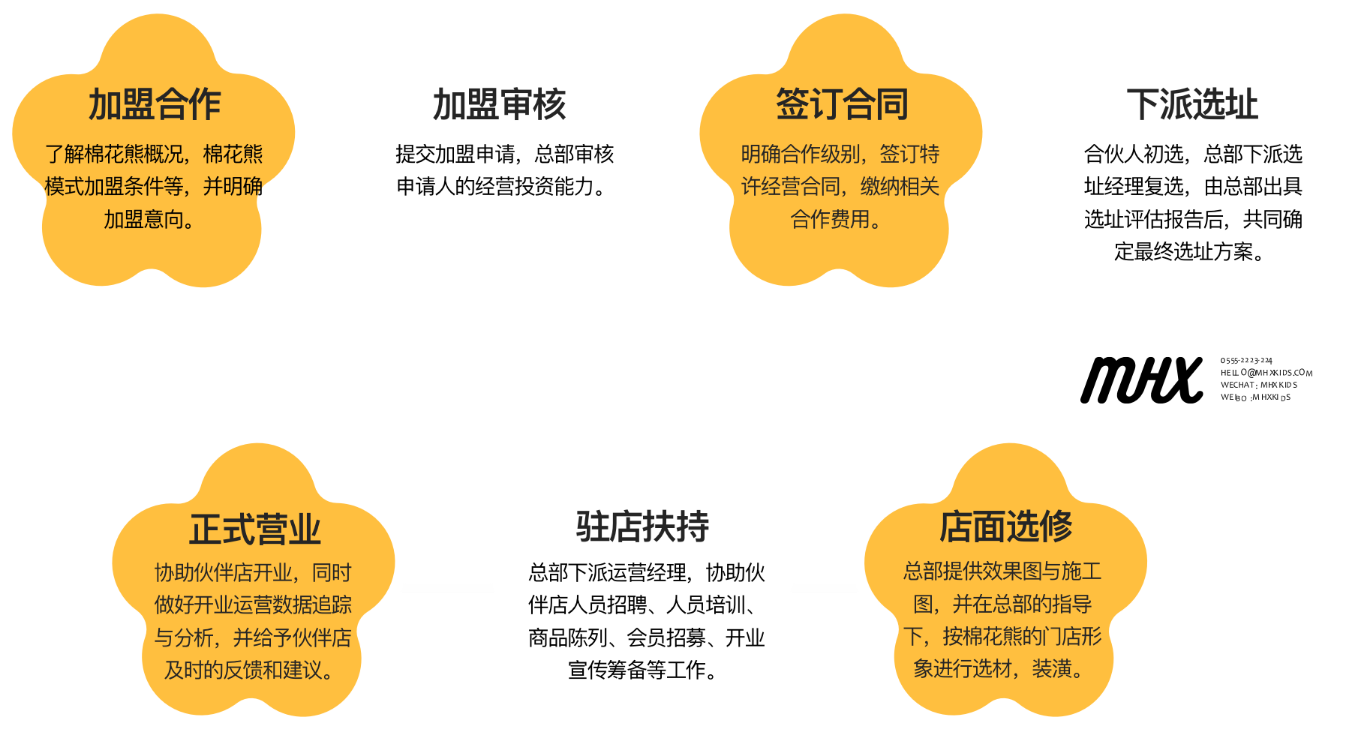 加盟合作
了解棉花熊概况，棉花熊
模式加盟条件等，并明确
加盟意向。
加盟审核
提交加盟申请，总部审核
申请人的经营投资能力。
签订合同
明确合作级别，签订特
许经营合同，缴纳相关
合作费用。
下派选址
合伙人初选，总部下派选
址经理复选，由总部出具
选址评估报告后，共同确
定最终选址方案。
MHX
0555-2223-224
HELLO@MHXKIDS.COM
WECHAT: MHXKIDS
WEIBO :MHXKIDS
正式营业
协助伙伴店开业，同时
做好开业运营数据追踪
与分析，并给予伙伴店
及时的反馈和建议。
驻店扶持
总部下派运营经理，协助伙
伴店人员招聘、人员培训、
商品陈列、会员招募、开业
宣传筹备等工作。
店面选修
总部提供效果图与施工
图，并在总部的指导
下，按棉花熊的门店形
象进行选材，装潢。